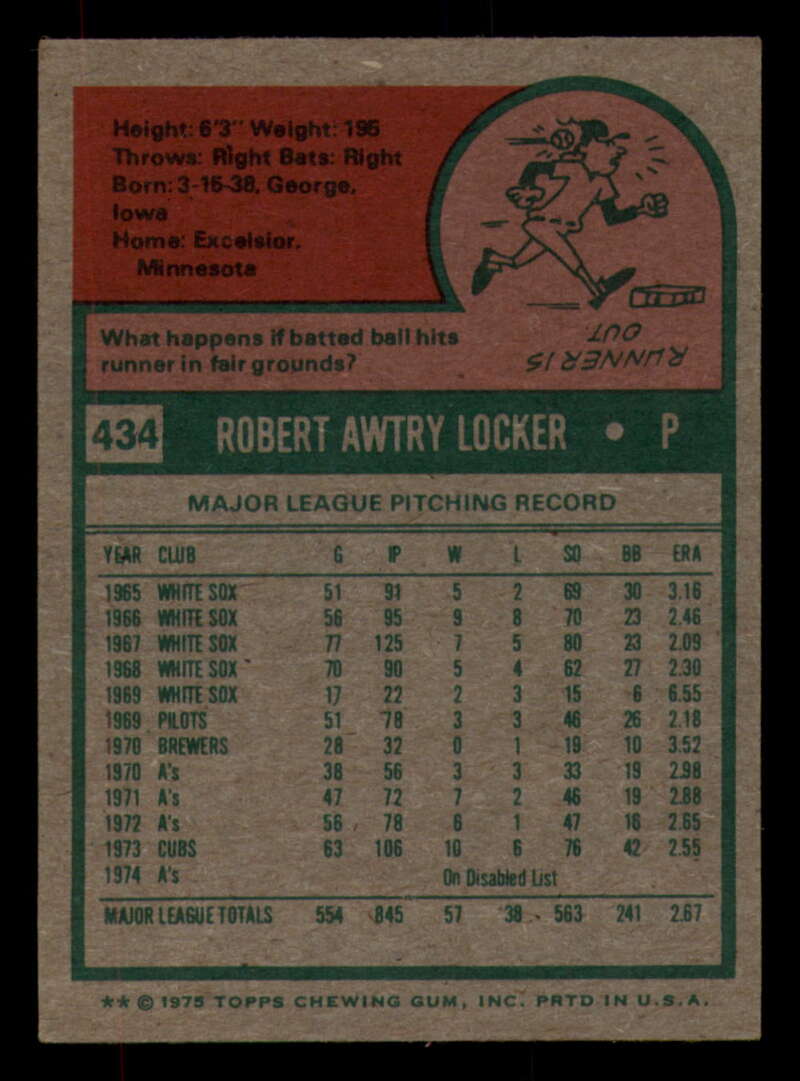 Height: 6'3" Weight: 195
Throws: Right Bats: Right
Born: 3-15-38, George,
Iowa
Home: Excelsior,
Minnesota
What happens if batted ball hits
runner in fair grounds?
RUNNER IS
OUT.
434 ROBERT AWTRY LOCKER • P
MAJOR LEAGUE PITCHING RECORD
YEAR CLUB G IP W L SO BB ERA
1965 WHITE SOX 51 91 5 2 69 30 3.16
1966 WHITE SOX 56 95 9 8 70 23 2.46
1967 WHITE SOX 77 125 7 5 80 23 2.09
1968 WHITE SOX 70 90 5 4 62 27 2.30
1969 WHITE SOX 17 22 2 3 15 6 6.55
1969 PILOTS 51 78 3 3 46 26 2.18
1970 BREWERS 28 32 0 1 19 10 3.52
1970 A's 38 56 3 3 33 19 2.98
1971 A's 47 72 7 2 46 19 2.88
1972 A's 56 78 6 1 47 16 2.65
1973 CUBS 63 106 10 6 76 42 2.55
1974 A's On Disabled List
MAJOR LEAGUE TOTALS 554 845 57 38 563 241 2.67
** © 1975 TOPPS CHEWING GUM, INC. PRTD IN U.S.A.